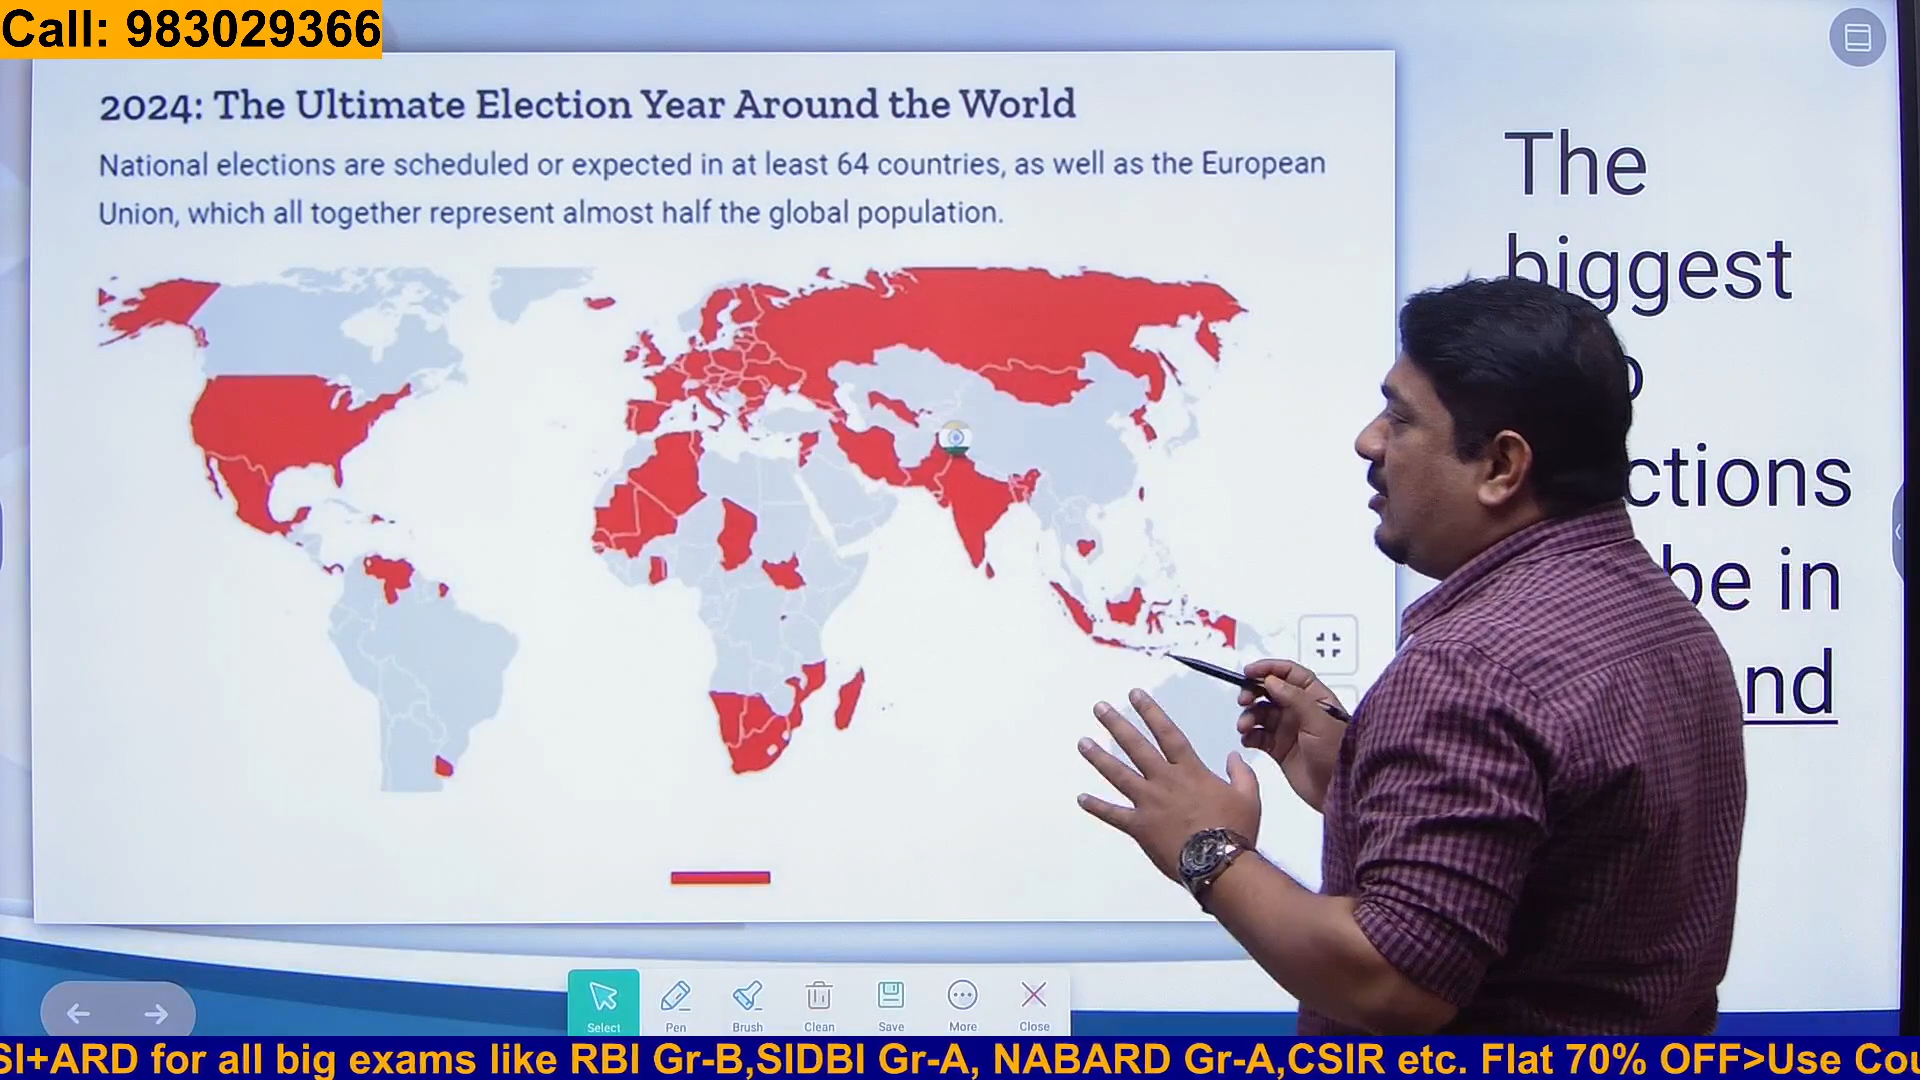 Call: 983029366
2024: The Ultimate Election Year Around the World
National elections are scheduled or expected in at least 64 countries, as well as the European
Union, which all together represent almost half the global population.
The
biggest
ctions
be in
nd
Select
Pen
Brush
Clean
Save
More
Close
SI+ARD for all big exams like RBI Gr-B,SIDBI Gr-A, NABARD Gr-A,CSIR etc. Flat 70% OFF>Use Cou